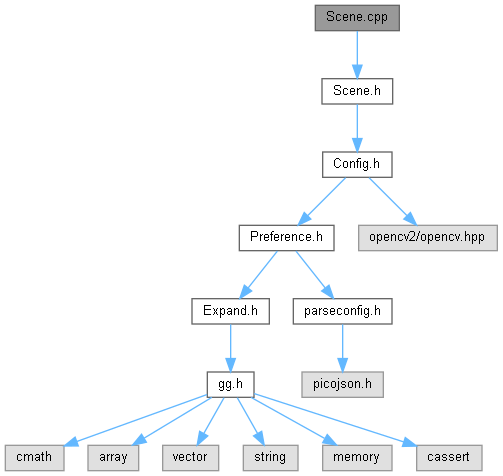 Scene.cpp
Scene.h
Config.h
Preference.h
opencv2/opencv.hpp
Expand.h
parseconfig.h
gg.h
picojson.h
cmath
array
vector
string
memory
cassert